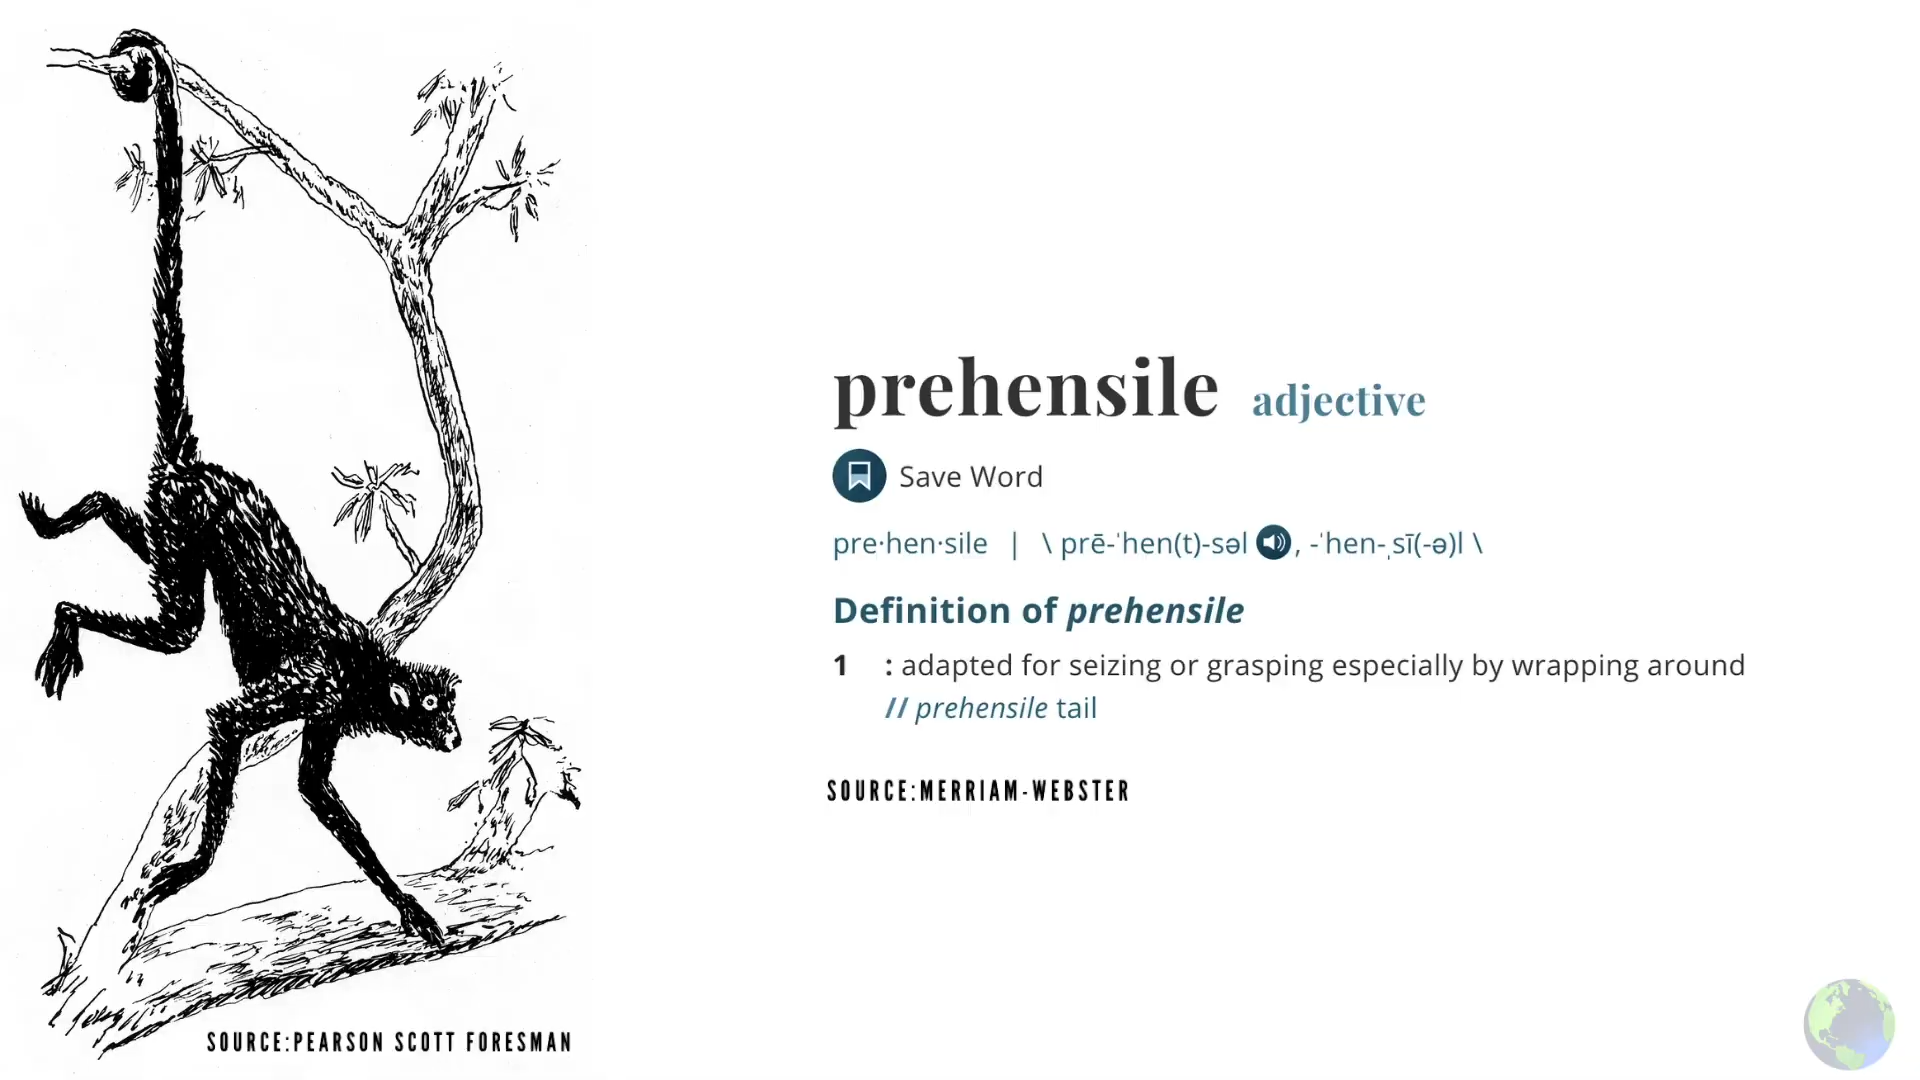 prehensile adjective
Save Word
pre·hen·sile | \ prē-ˈhen(t)-səl , -ˈhen-ˌsī(-ə)l \
Definition of prehensile
1 : adapted for seizing or grasping especially by wrapping around
// prehensile tail
SOURCE:MERRIAM-WEBSTER
SOURCE:PEARSON SCOTT FORESMAN